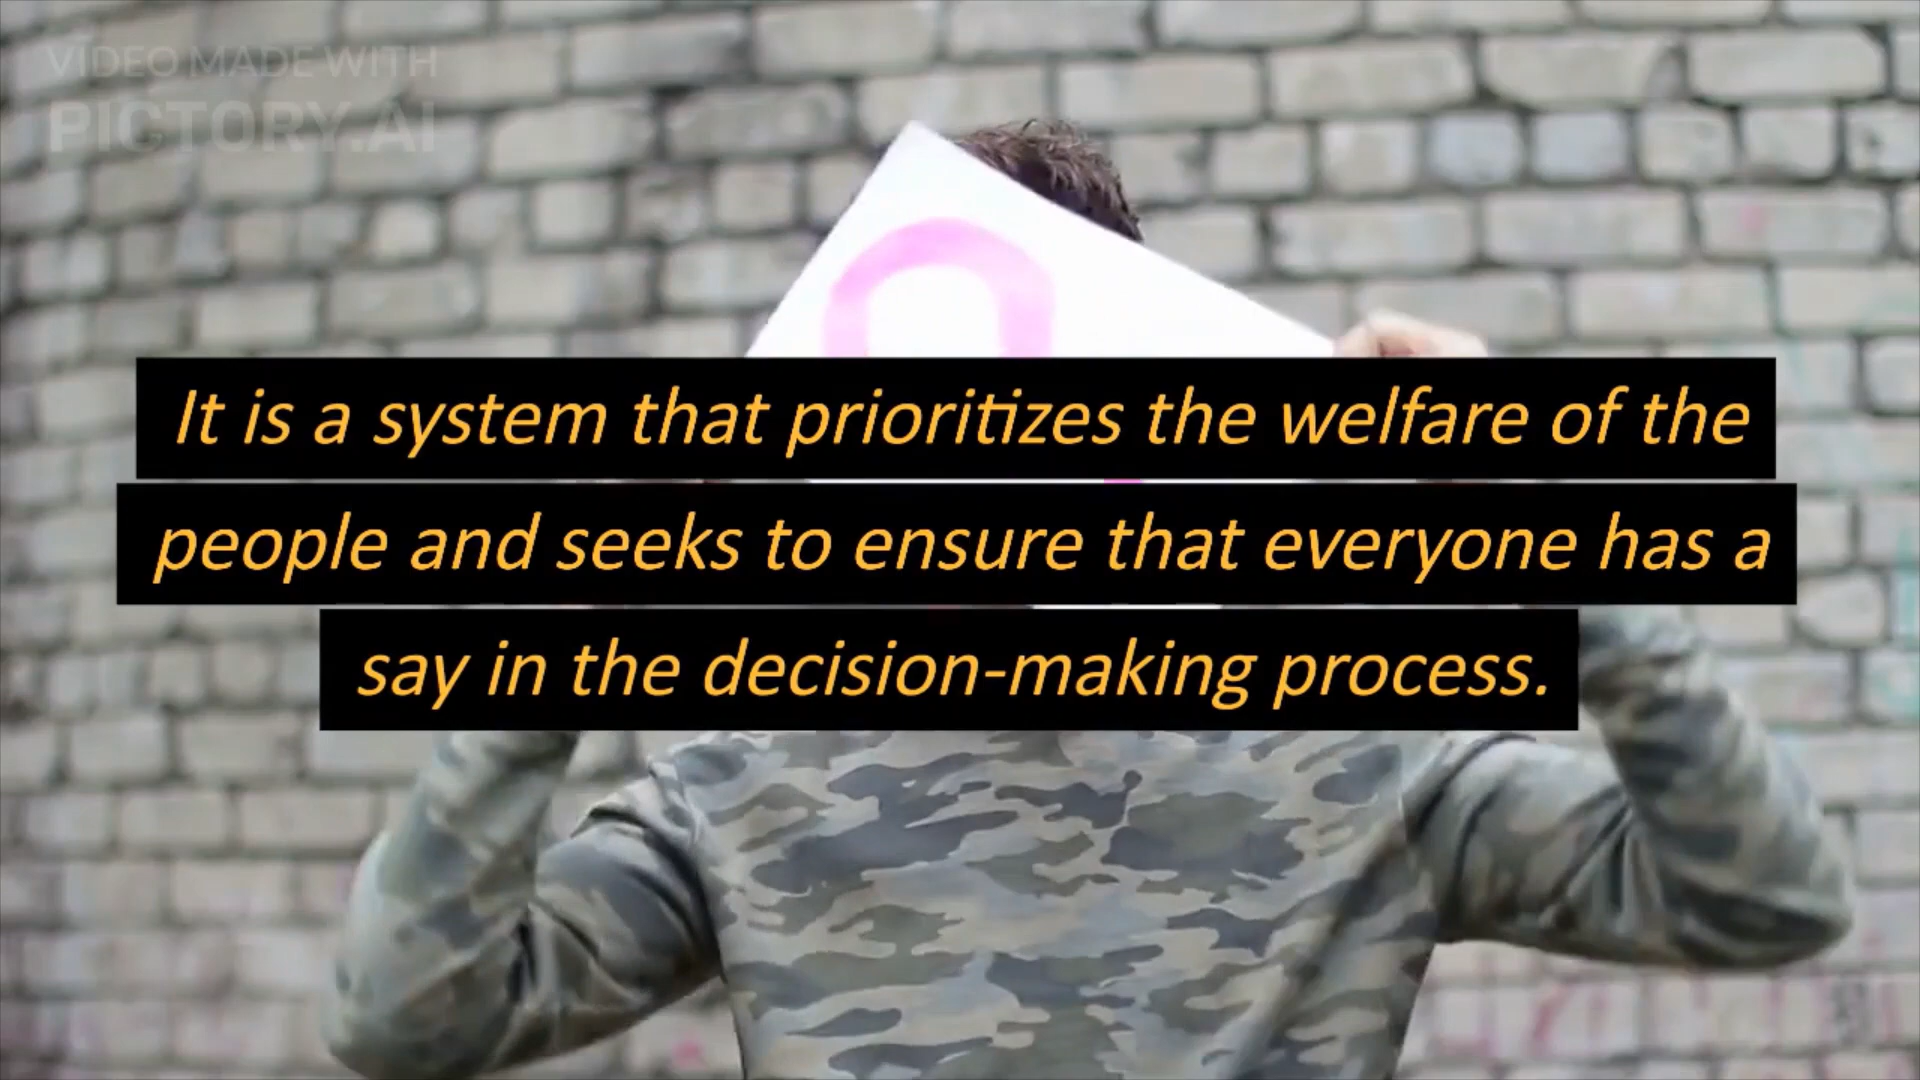 VIDEO MADE WITH
PICTORY.AI
It is a system that prioritizes the welfare of the
people and seeks to ensure that everyone has a
say in the decision-making process.